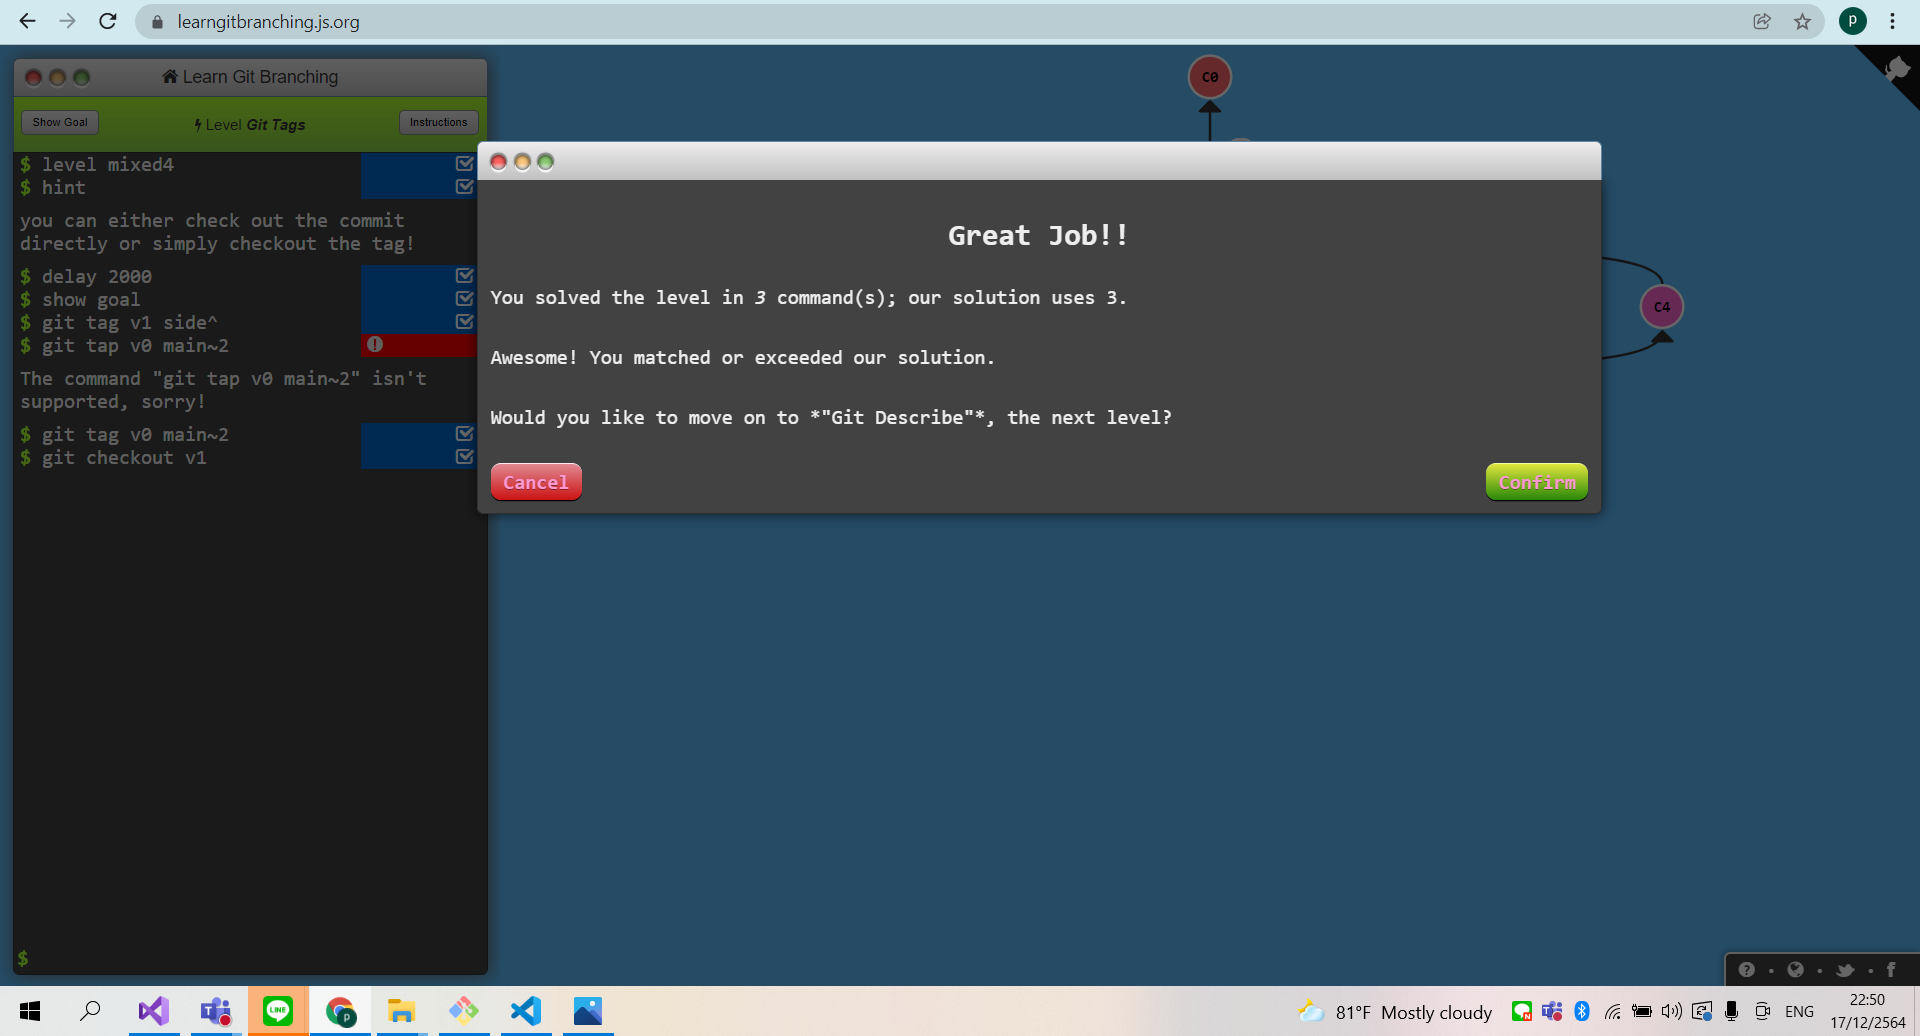 learngitbranching.js.org
p
Learn Git Branching
Show Goal
Level Git Tags
Instructions
$ level mixed4
$ hint
you can either check out the commit
directly or simply checkout the tag!
$ delay 2000
$ show goal
$ git tag v1 side^
$ git tap v0 main~2
The command "git tap v0 main~2" isn't
supported, sorry!
$ git tag v0 main~2
$ git checkout v1
$
C0
Great Job!!
You solved the level in 3 command(s); our solution uses 3.
Awesome! You matched or exceeded our solution.
Would you like to move on to *"Git Describe"*, the next level?
Cancel
Confirm
C4
LINE
p
81°F Mostly cloudy
ENG
22:50
17/12/2564